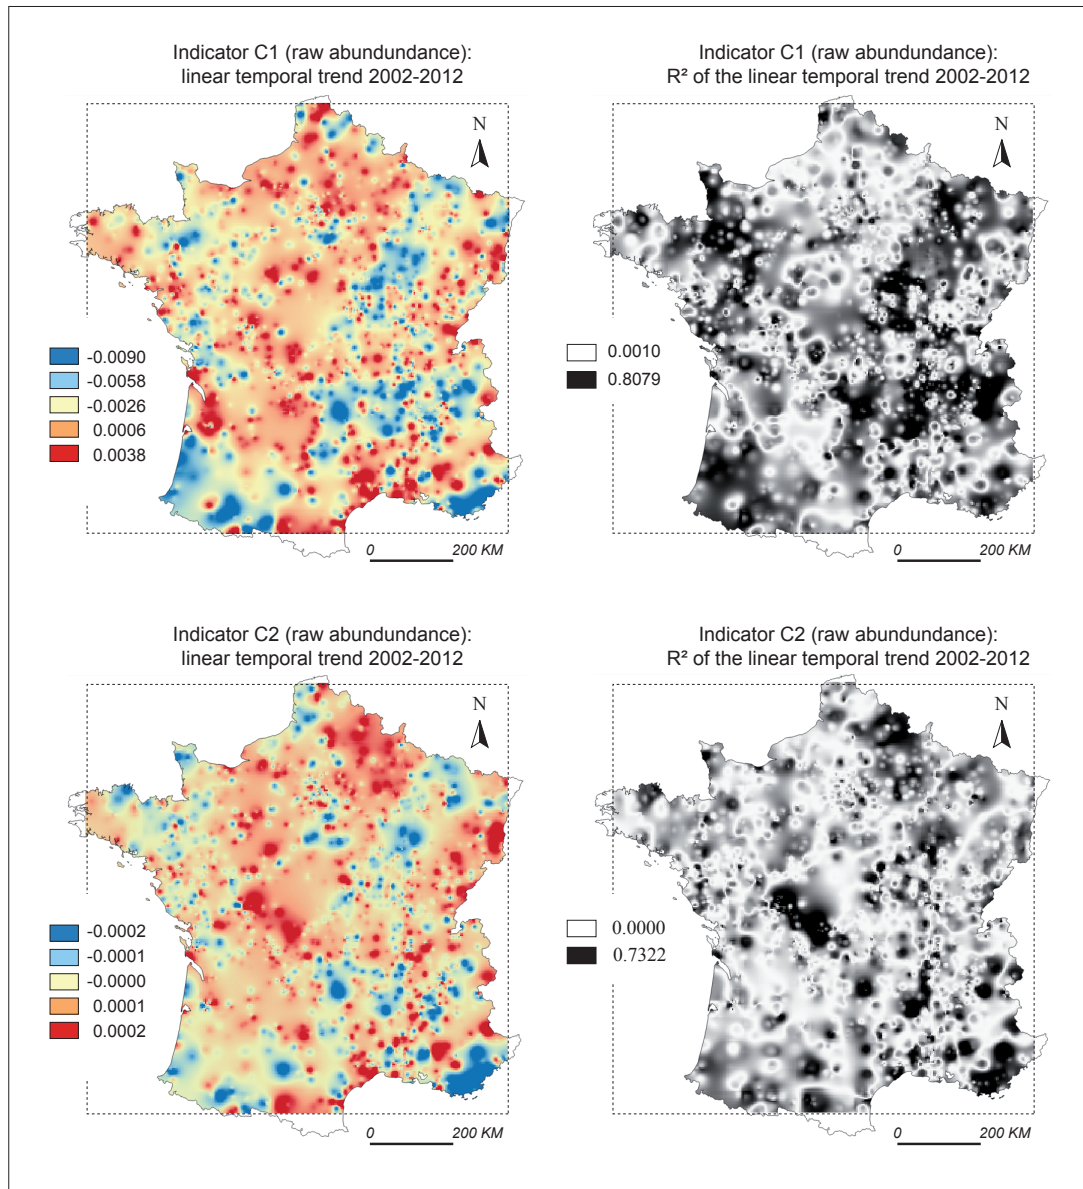 Indicator C1 (raw abundundance):
linear temporal trend 2002-2012
N
-0.0090
-0.0058
-0.0026
0.0006
0.0038
0 200 KM
Indicator C1 (raw abundundance):
R² of the linear temporal trend 2002-2012
N
0.0010
0.8079
0 200 KM
Indicator C2 (raw abundundance):
linear temporal trend 2002-2012
N
-0.0002
-0.0001
-0.0000
0.0001
0.0002
0 200 KM
Indicator C2 (raw abundundance):
R² of the linear temporal trend 2002-2012
N
0.0000
0.7322
0 200 KM